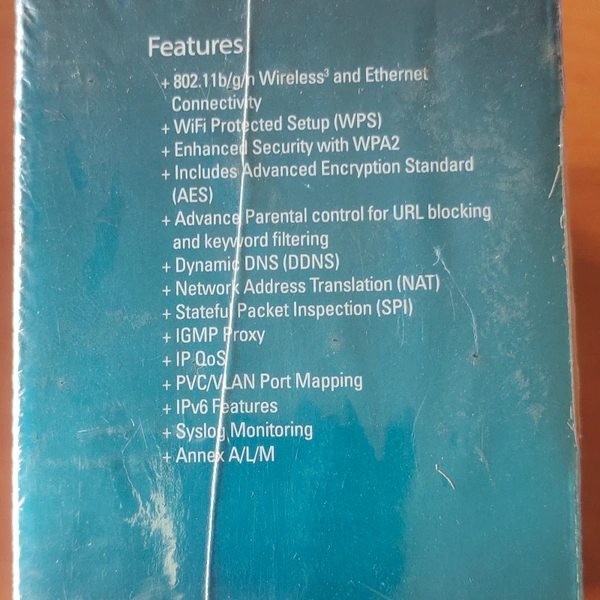 Features
+ 802.11b/g/n Wireless³ and Ethernet
Connectivity
+ WiFi Protected Setup (WPS)
+ Enhanced Security with WPA2
+ Includes Advanced Encryption Standard
(AES)
+ Advance Parental control for URL blocking
and keyword filtering
+ Dynamic DNS (DDNS)
+ Network Address Translation (NAT)
+ Stateful Packet Inspection (SPI)
+ IGMP Proxy
+ IP QoS
+ PVC/VLAN Port Mapping
+ IPv6 Features
+ Syslog Monitoring
+ Annex A/L/M